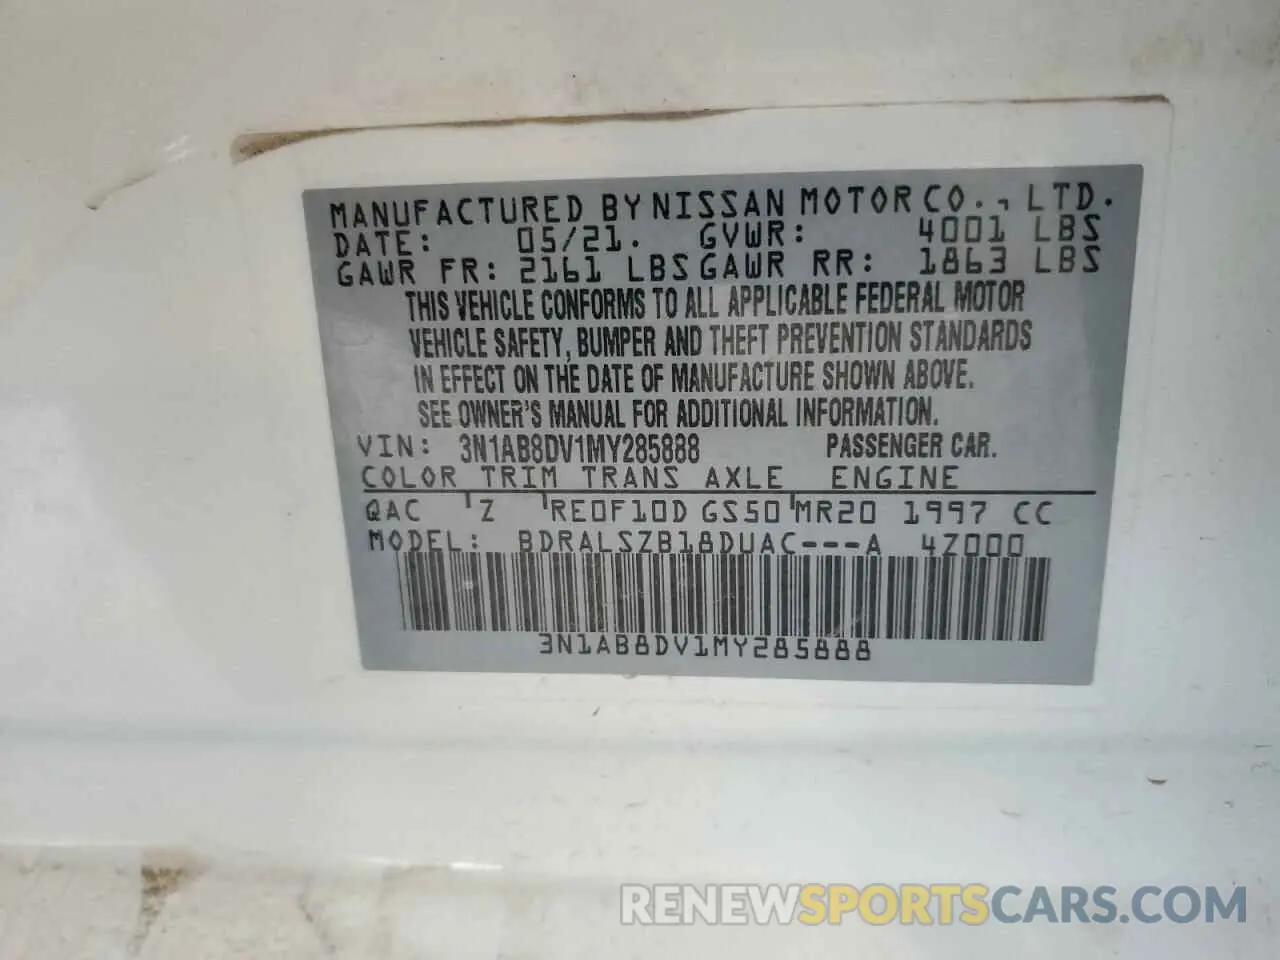 MANUFACTURED BY NISSAN MOTOR CO., LTD.
DATE: 05/21. GVWR: 4001 LBS
GAWR FR: 2161 LBS GAWR RR: 1863 LBS
THIS VEHICLE CONFORMS TO ALL APPLICABLE FEDERAL MOTOR
VEHICLE SAFETY, BUMPER AND THEFT PREVENTION STANDARDS
IN EFFECT ON THE DATE OF MANUFACTURE SHOWN ABOVE.
SEE OWNER'S MANUAL FOR ADDITIONAL INFORMATION.
VIN: 3N1AB8DV1MY285888 PASSENGER CAR.
COLOR TRIM TRANS AXLE ENGINE
QAC Z RE0F10D GS50 MR20 1997 CC
MODEL: BDRALSZB18DUAC---A 4Z000
3N1AB8DV1MY285888
RENEWSPORTSCARS.COM